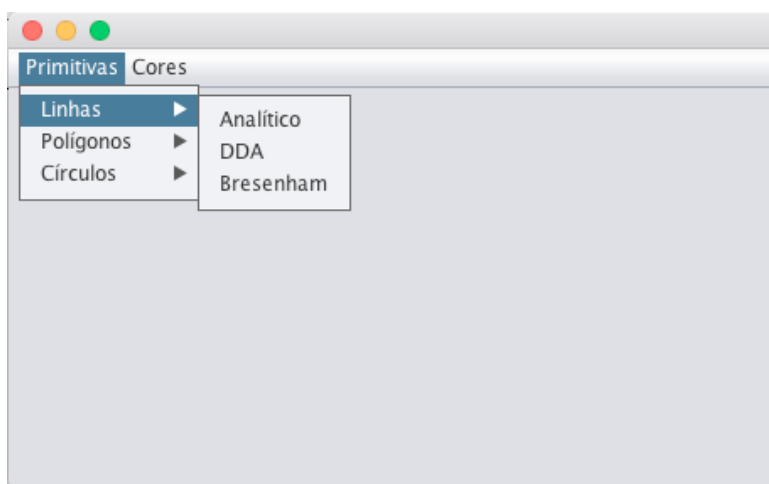 Primitivas Cores
Linhas
Polígonos
Círculos
Analítico
DDA
Bresenham